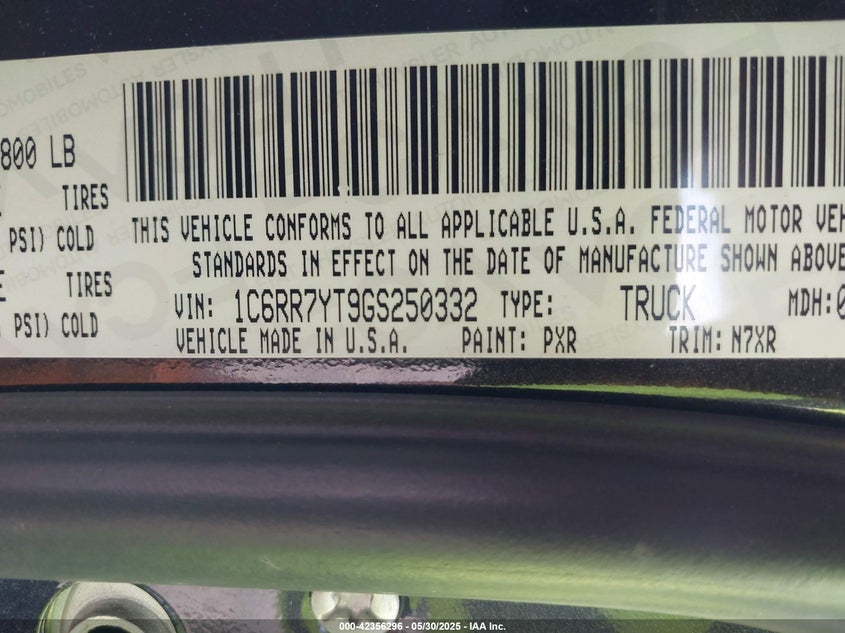 800 LB
TIRES
PSI) COLD
TIRES
PSI) COLD
THIS VEHICLE CONFORMS TO ALL APPLICABLE U.S.A. FEDERAL MOTOR VEH
STANDARDS IN EFFECT ON THE DATE OF MANUFACTURE SHOWN ABOVE
VIN: 1C6RR7YT9GS250332 TYPE: TRUCK MDH:0
VEHICLE MADE IN U.S.A. PAINT: PXR TRIM: N7XR
000-42356296 - 05/30/2025 - IAA Inc.